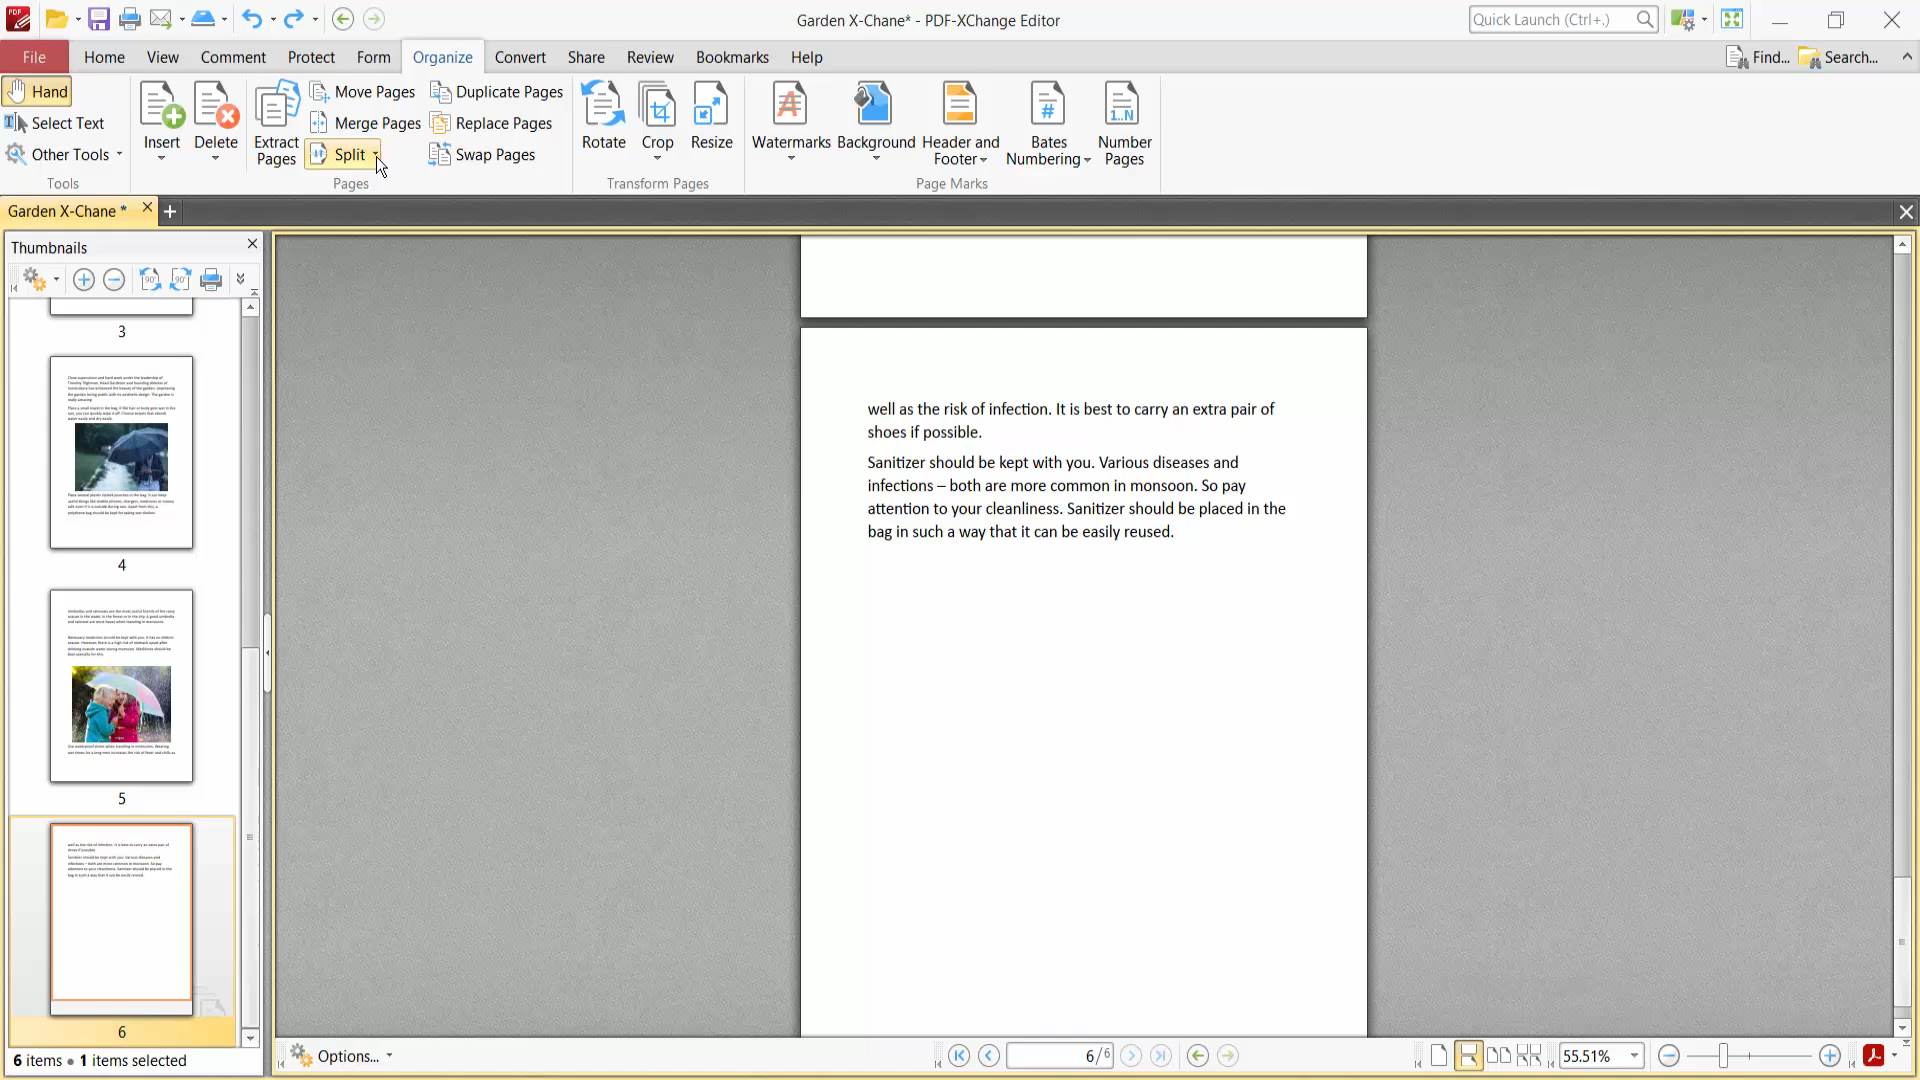 Garden X-Chane* - PDF-XChange Editor
Quick Launch (Ctrl+.)
File
Home
View
Comment
Protect
Form
Organize
Convert
Share
Review
Bookmarks
Help
Find...
Search...
Hand
Select Text
Other Tools
Tools
Insert
Delete
Extract
Pages
Move Pages
Merge Pages
Split
Duplicate Pages
Replace Pages
Swap Pages
Pages
Rotate
Crop
Resize
Transform Pages
Watermarks
Background
Header and
Footer
Bates
Numbering
Number
Pages
Page Marks
Garden X-Chane *
Thumbnails
3
4
5
6
6 items • 1 items selected
well as the risk of infection. It is best to carry an extra pair of
shoes if possible.
Sanitizer should be kept with you. Various diseases and
infections – both are more common in monsoon. So pay
attention to your cleanliness. Sanitizer should be placed in the
bag in such a way that it can be easily reused.
Options...
6/6
55.51%